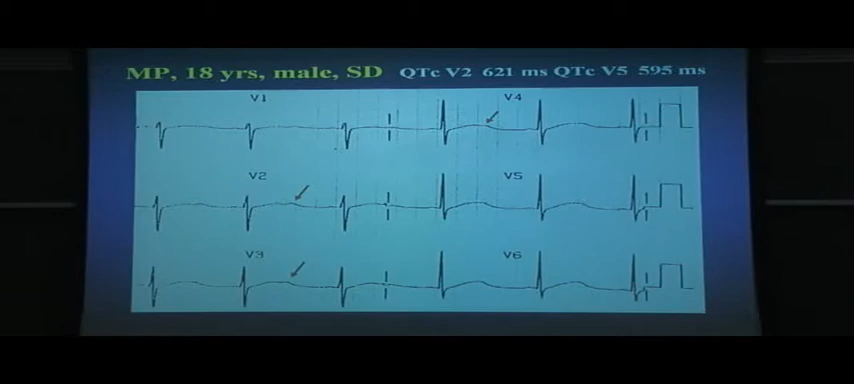 MP, 18 yrs, male, SD QTc V2 621 ms QTc V5 595 ms
V1 V4
V2 V5
V3 V6